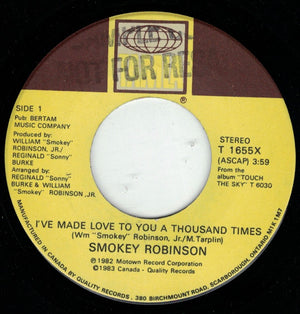 NOT FOR RE
SIDE 1
Pub: BERTAM
MUSIC COMPANY
Produced by:
WILLIAM "Smokey"
ROBINSON, JR./
REGINALD "Sonny"
BURKE
Arranged by:
REGINALD "Sonny"
BURKE & WILLIAM
"Smokey" ROBINSON, JR.
STEREO
T 1655X
(ASCAP) 3:59
From the
album "TOUCH
THE SKY" T 6030
I'VE MADE LOVE TO YOU A THOUSAND TIMES
(Wm "Smokey" Robinson, Jr./M.Tarplin)
SMOKEY ROBINSON
℗1982 Motown Record Corporation
©1983 Canada - Quality Records
MANUFACTURED IN CANADA BY QUALITY RECORDS, 380 BIRCHMOUNT ROAD, SCARBOROUGH, ONTARIO M1K 1M7